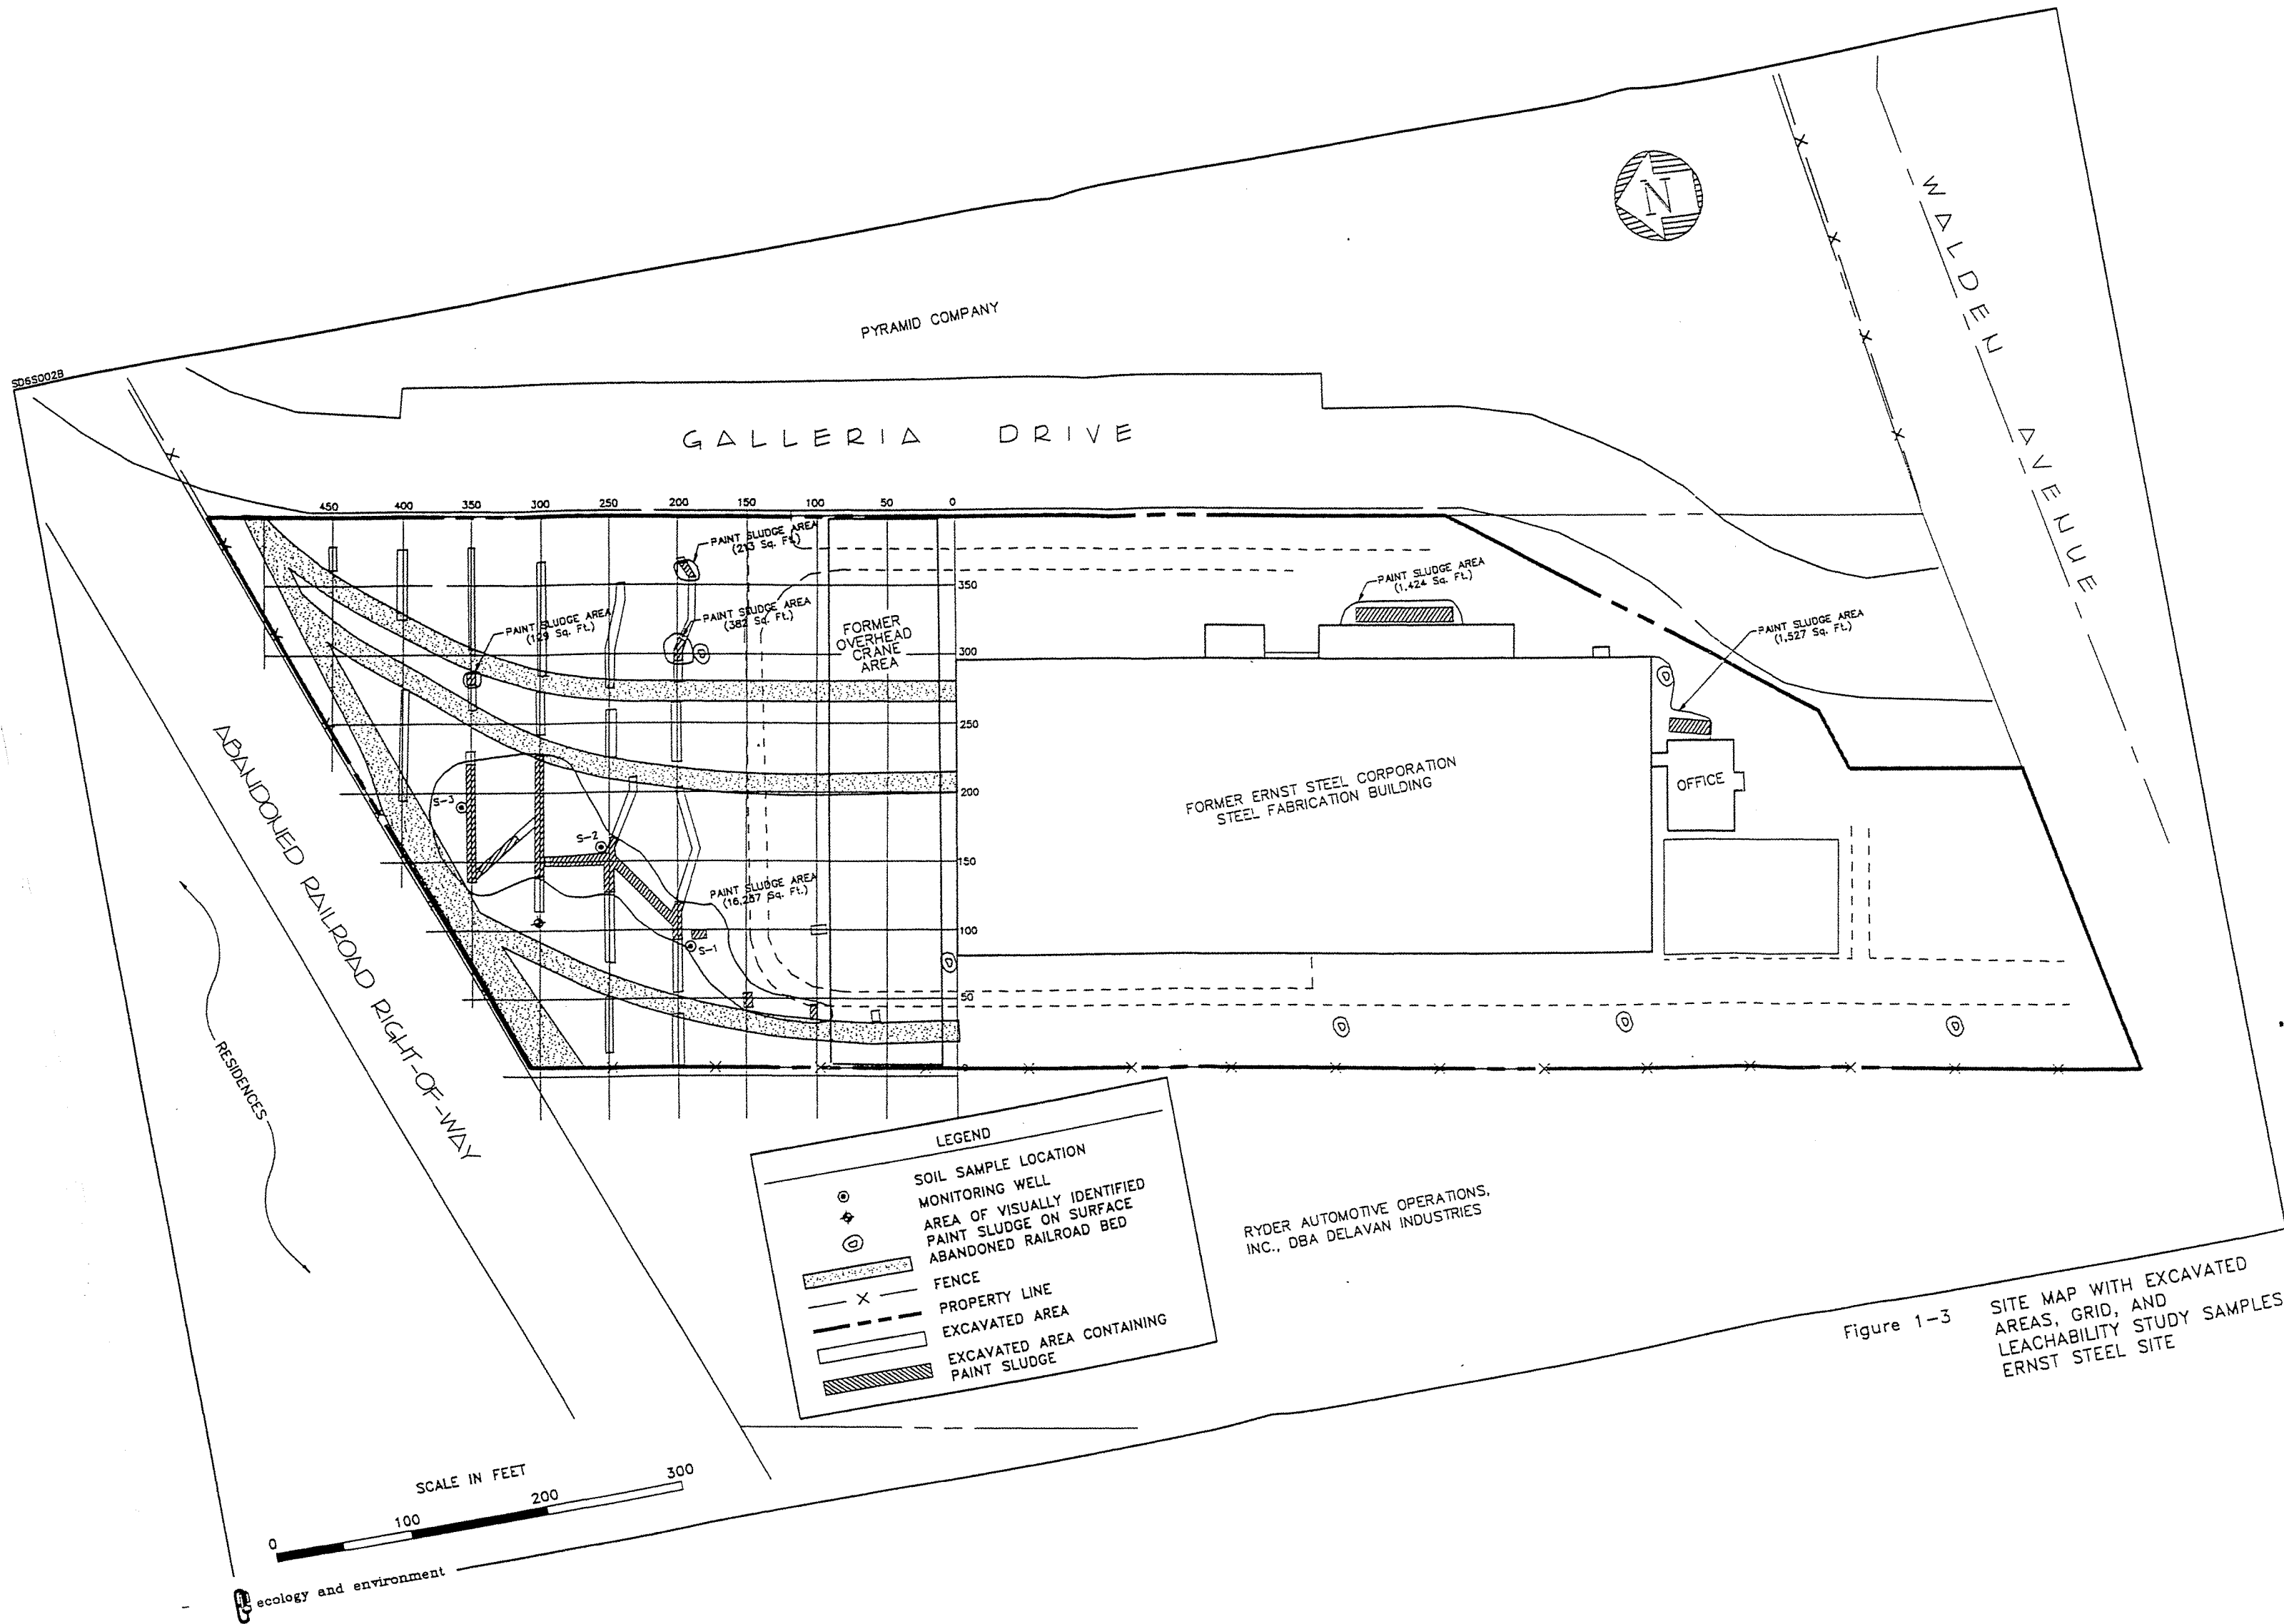 SD6S002B
PYRAMID COMPANY
N
WALDEN AVENUE
GALLERIA DRIVE
450 400 350 300 250 200 150 100 50 0
PAINT SLUDGE AREA
(213 Sq. Ft.)
350
PAINT SLUDGE AREA
(1,424 Sq. Ft.)
PAINT SLUDGE AREA
(382 Sq. Ft.)
PAINT SLUDGE AREA
(129 Sq. Ft.)
PAINT SLUDGE AREA
(1,527 Sq. Ft.)
FORMER
OVERHEAD
CRANE
AREA
300
250
200
OFFICE
FORMER ERNST STEEL CORPORATION
STEEL FABRICATION BUILDING
S-3
S-2
150
PAINT SLUDGE AREA
S-1
100
50
0
ABANDONED RAILROAD RIGHT-OF-WAY
RESIDENCES
LEGEND
SOIL SAMPLE LOCATION
MONITORING WELL
AREA OF VISUALLY IDENTIFIED
PAINT SLUDGE ON SURFACE
ABANDONED RAILROAD BED
FENCE
PROPERTY LINE
EXCAVATED AREA
EXCAVATED AREA CONTAINING
PAINT SLUDGE
RYDER AUTOMOTIVE OPERATIONS,
INC., DBA DELAVAN INDUSTRIES
Figure 1-3
SITE MAP WITH EXCAVATED
AREAS, GRID, AND
LEACHABILITY STUDY SAMPLES
ERNST STEEL SITE
SCALE IN FEET
0 100 200 300
ecology and environment